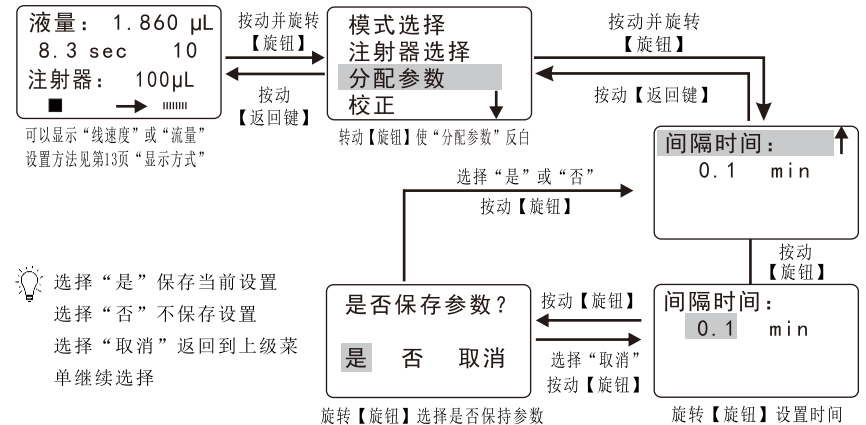 液量: 1.860 μL
8.3 sec 10
注射器: 100μL
可以显示“线速度”或“流量”
设置方法见第13页“显示方式”
按动并旋转
【旋钮】
按动
【返回键】
模式选择
注射器选择
分配参数
校正
转动【旋钮】使“分配参数”反白
按动并旋转
【旋钮】
按动【返回键】
间隔时间:
0.1 min
选择“是”或“否”
按动【旋钮】
按动
【旋钮】
选择“是”保存当前设置
选择“否”不保存设置
选择“取消”返回到上级菜
单继续选择
是否保存参数?
是 否 取消
旋转【旋钮】选择是否保持参数
按动【旋钮】
选择“取消”
按动【旋钮】
间隔时间:
0.1 min
旋转【旋钮】设置时间